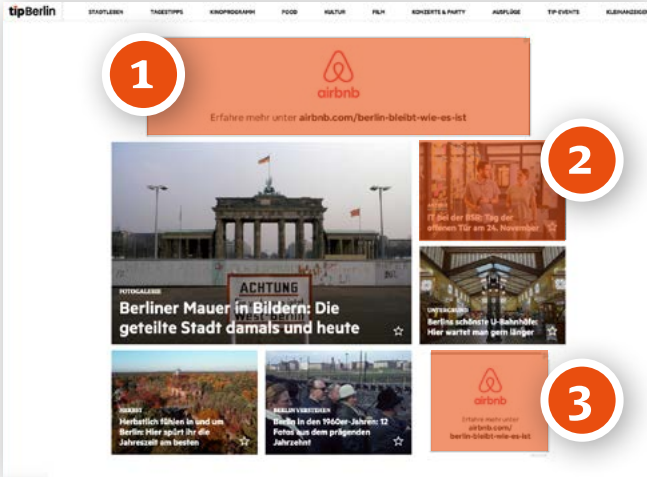 tipBerlin
STADTLEBEN TAGESTIPPS KINOPROGRAMM FOOD KULTUR FILM KONZERTE & PARTY AUSFLÜGE TIP-EVENTS KLEINANZEIGEN
1
airbnb
Erfahre mehr unter airbnb.com/berlin-bleibt-wie-es-ist
2
IT bei der BSR: Tag der
offenen Tür am 24. November
ACHTUNG
West-Berlin
FOTOGALERIE
Berliner Mauer in Bildern: Die
geteilte Stadt damals und heute
UNTERGRUND
Berlins schönste U-Bahnhöfe:
Hier wartet man gern länger
HERBST
Herbstlich fühlen in und um
Berlin: Hier spürt ihr die
Jahreszeit am besten
BERLIN VERSTEHEN
Berlin in den 1960er-Jahren: 12
Fotos aus dem prägenden
Jahrzehnt
3
airbnb
Erfahre mehr unter
airbnb.com/
berlin-bleibt-wie-es-ist